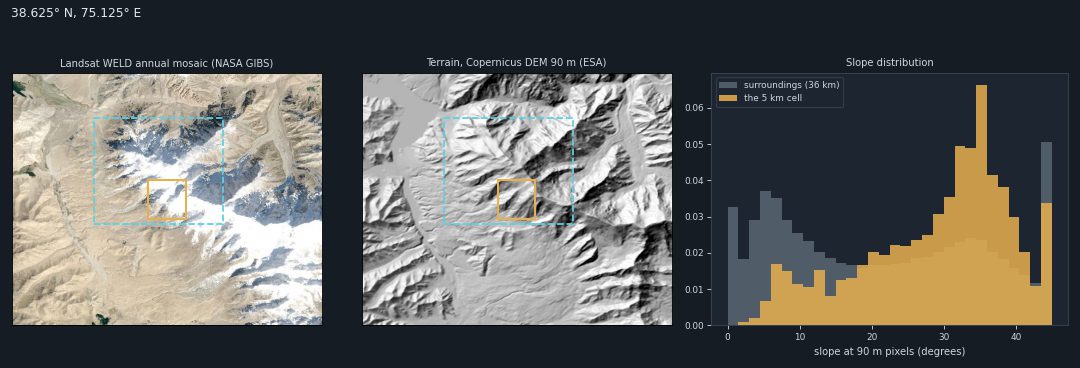 38.625° N, 75.125° E
Landsat WELD annual mosaic (NASA GIBS)
Terrain, Copernicus DEM 90 m (ESA)
Slope distribution
surroundings (36 km)
the 5 km cell
0.06
0.05
0.04
0.03
0.02
0.01
0.00
0 10 20 30 40
slope at 90 m pixels (degrees)